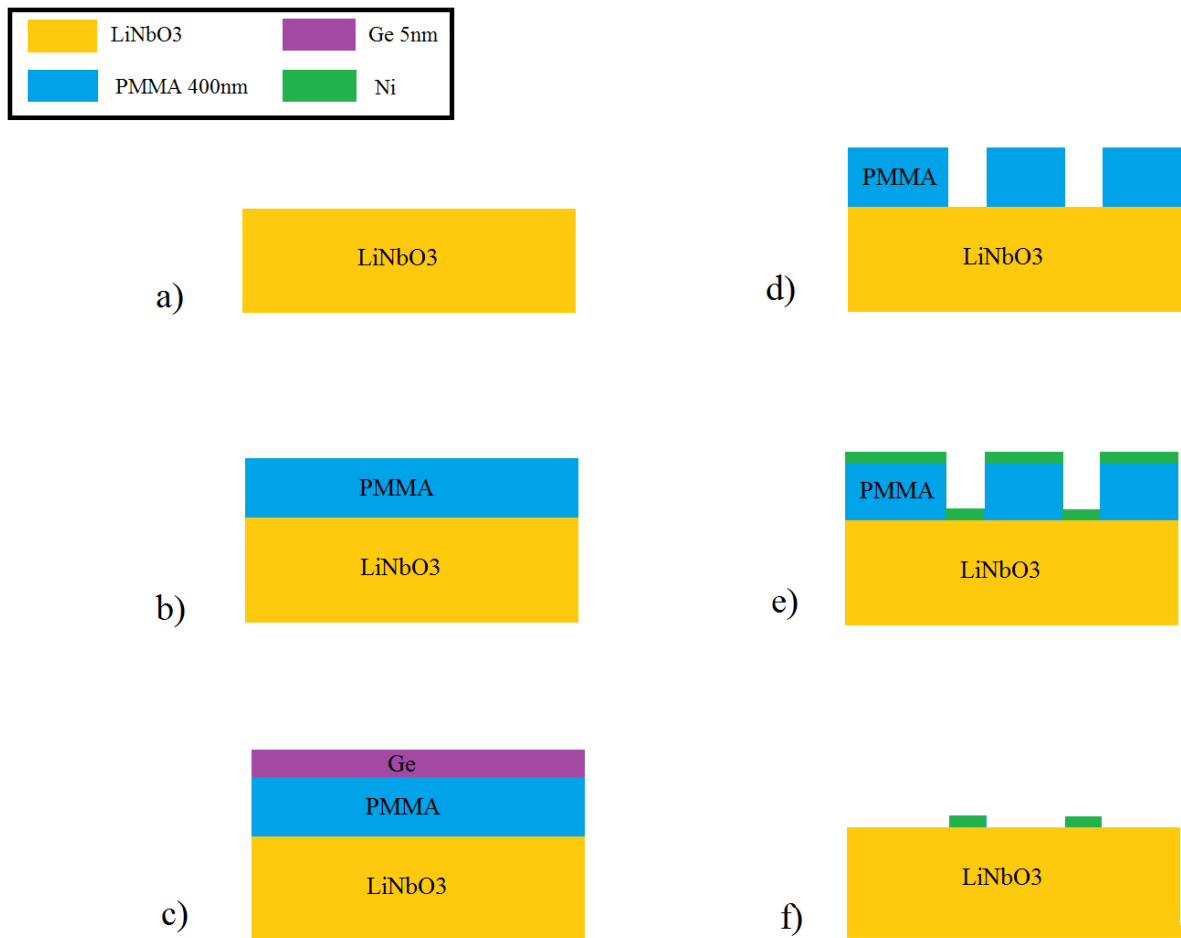 LiNbO3
Ge 5nm
PMMA 400nm
Ni
LiNbO3
a)
PMMA
LiNbO3
b)
Ge
PMMA
LiNbO3
c)
PMMA
LiNbO3
d)
PMMA
LiNbO3
e)
LiNbO3
f)